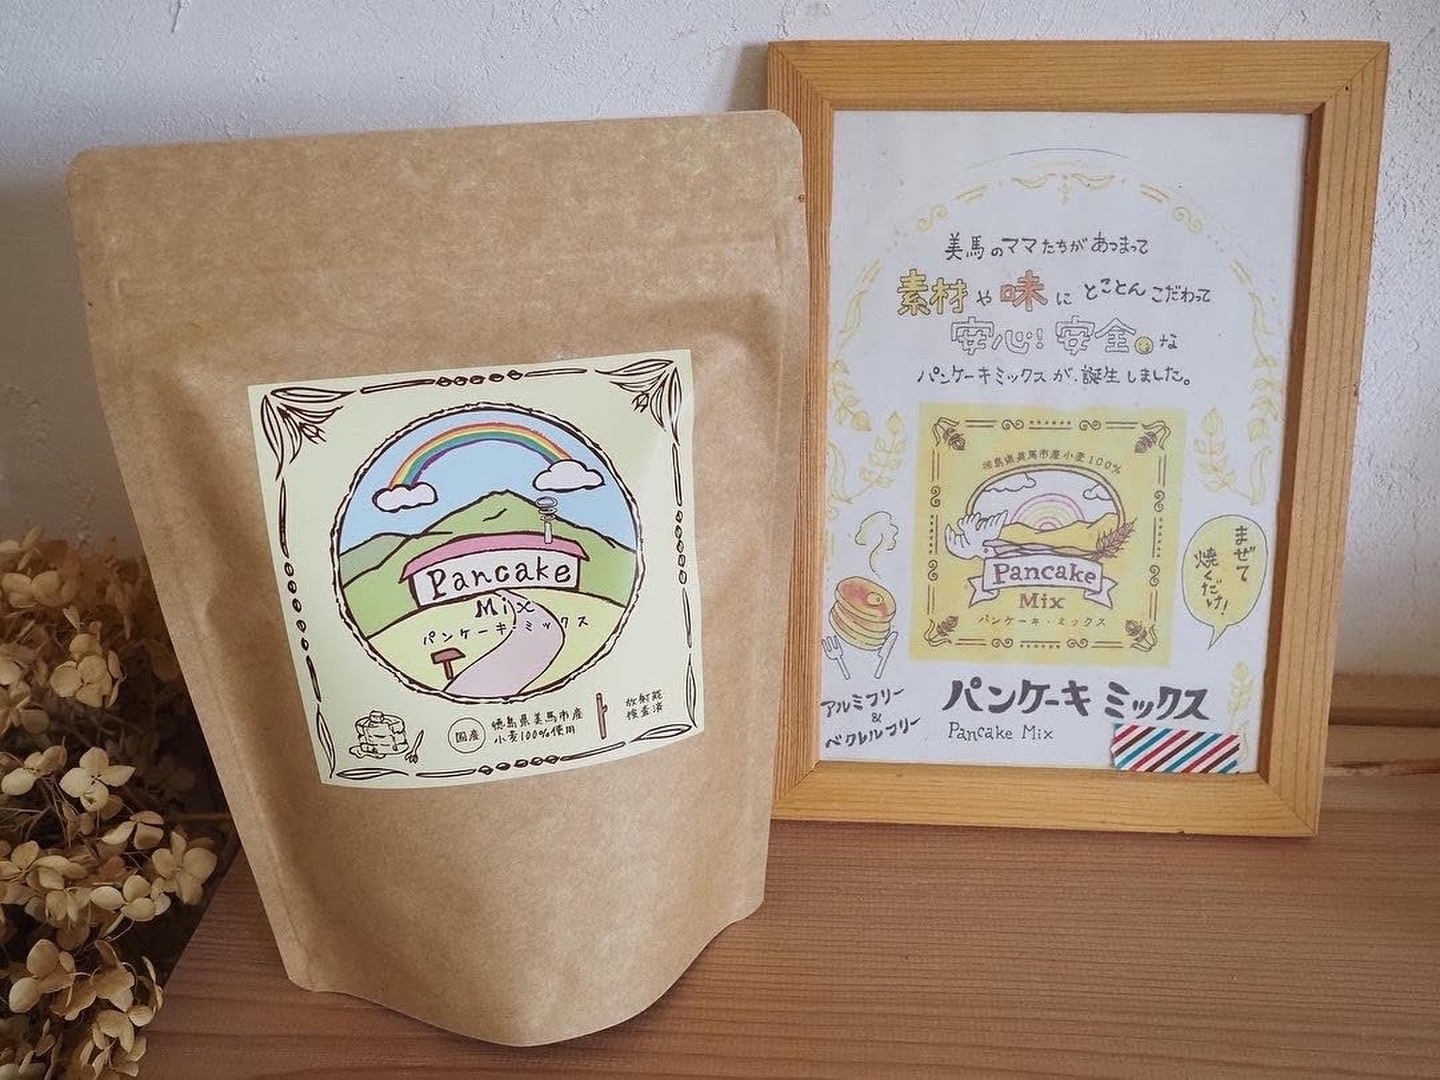 Pancake
Mix
パンケーキ・ミックス
国産
徳島県美馬市産
小麦100%使用
放射能
検査済
美馬のママたちがあつまって
素材や味にとことんこだわって
安心!安全。な
パンケーキミックスが、誕生しました。
徳島県美馬市産小麦100%
Pancake
Mix
パンケーキ・ミックス
まぜて
焼くだけ!
アルミフリー
&
ベクレルフリー
パンケーキミックス
Pancake Mix